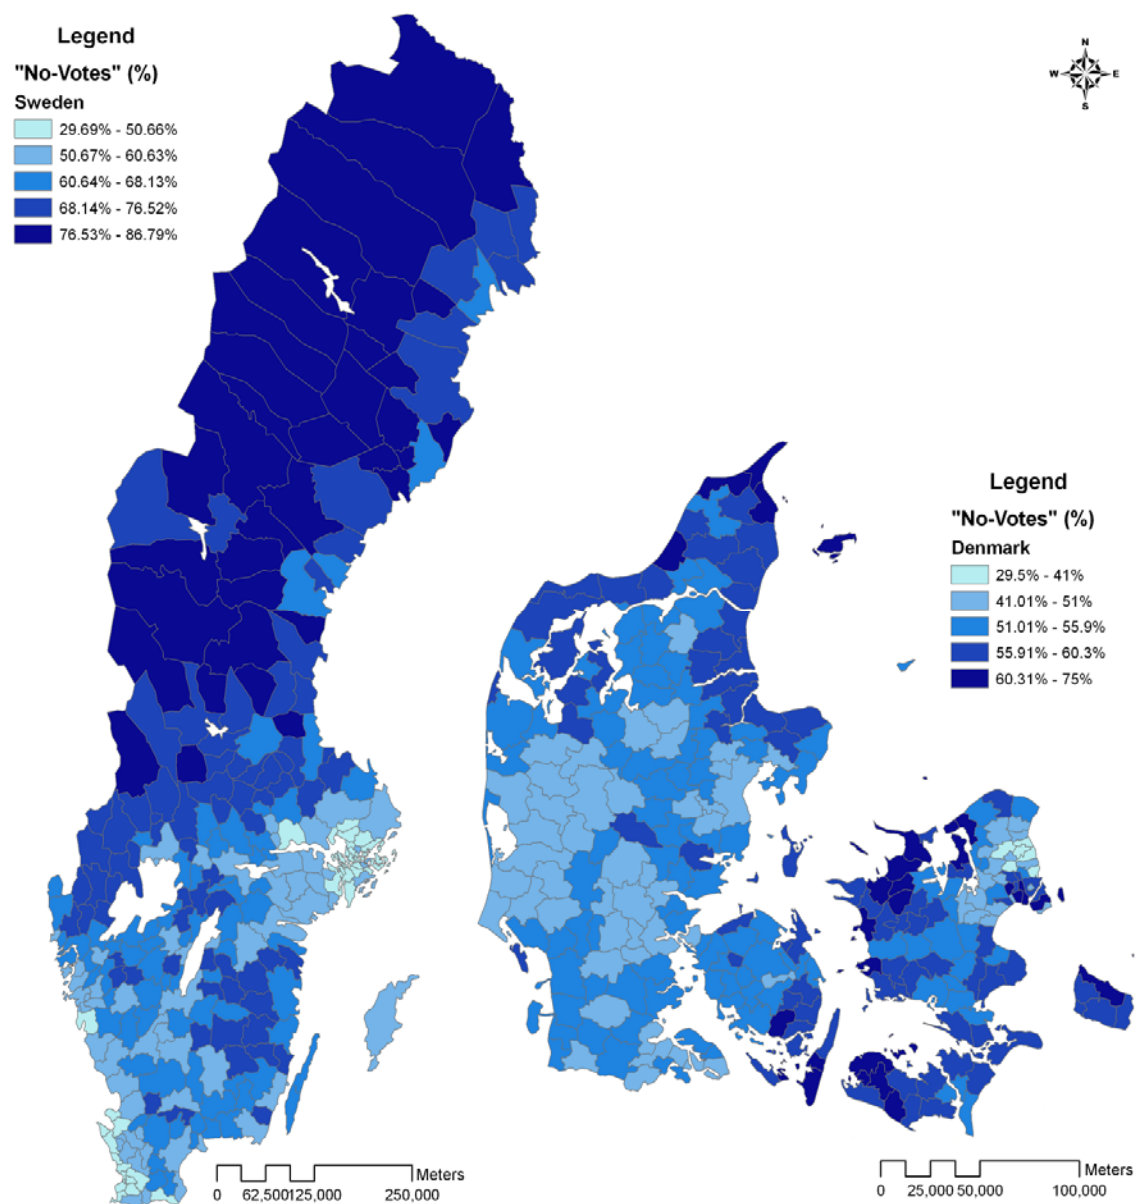 Legend
"No-Votes" (%)
Sweden
29.69% - 50.66%
50.67% - 60.63%
60.64% - 68.13%
68.14% - 76.52%
76.53% - 86.79%
N
W E
S
Legend
"No-Votes" (%)
Denmark
29.5% - 41%
41.01% - 51%
51.01% - 55.9%
55.91% - 60.3%
60.31% - 75%
Meters
0 62,500125,000 250,000
Meters
0 25,000 50,000 100,000